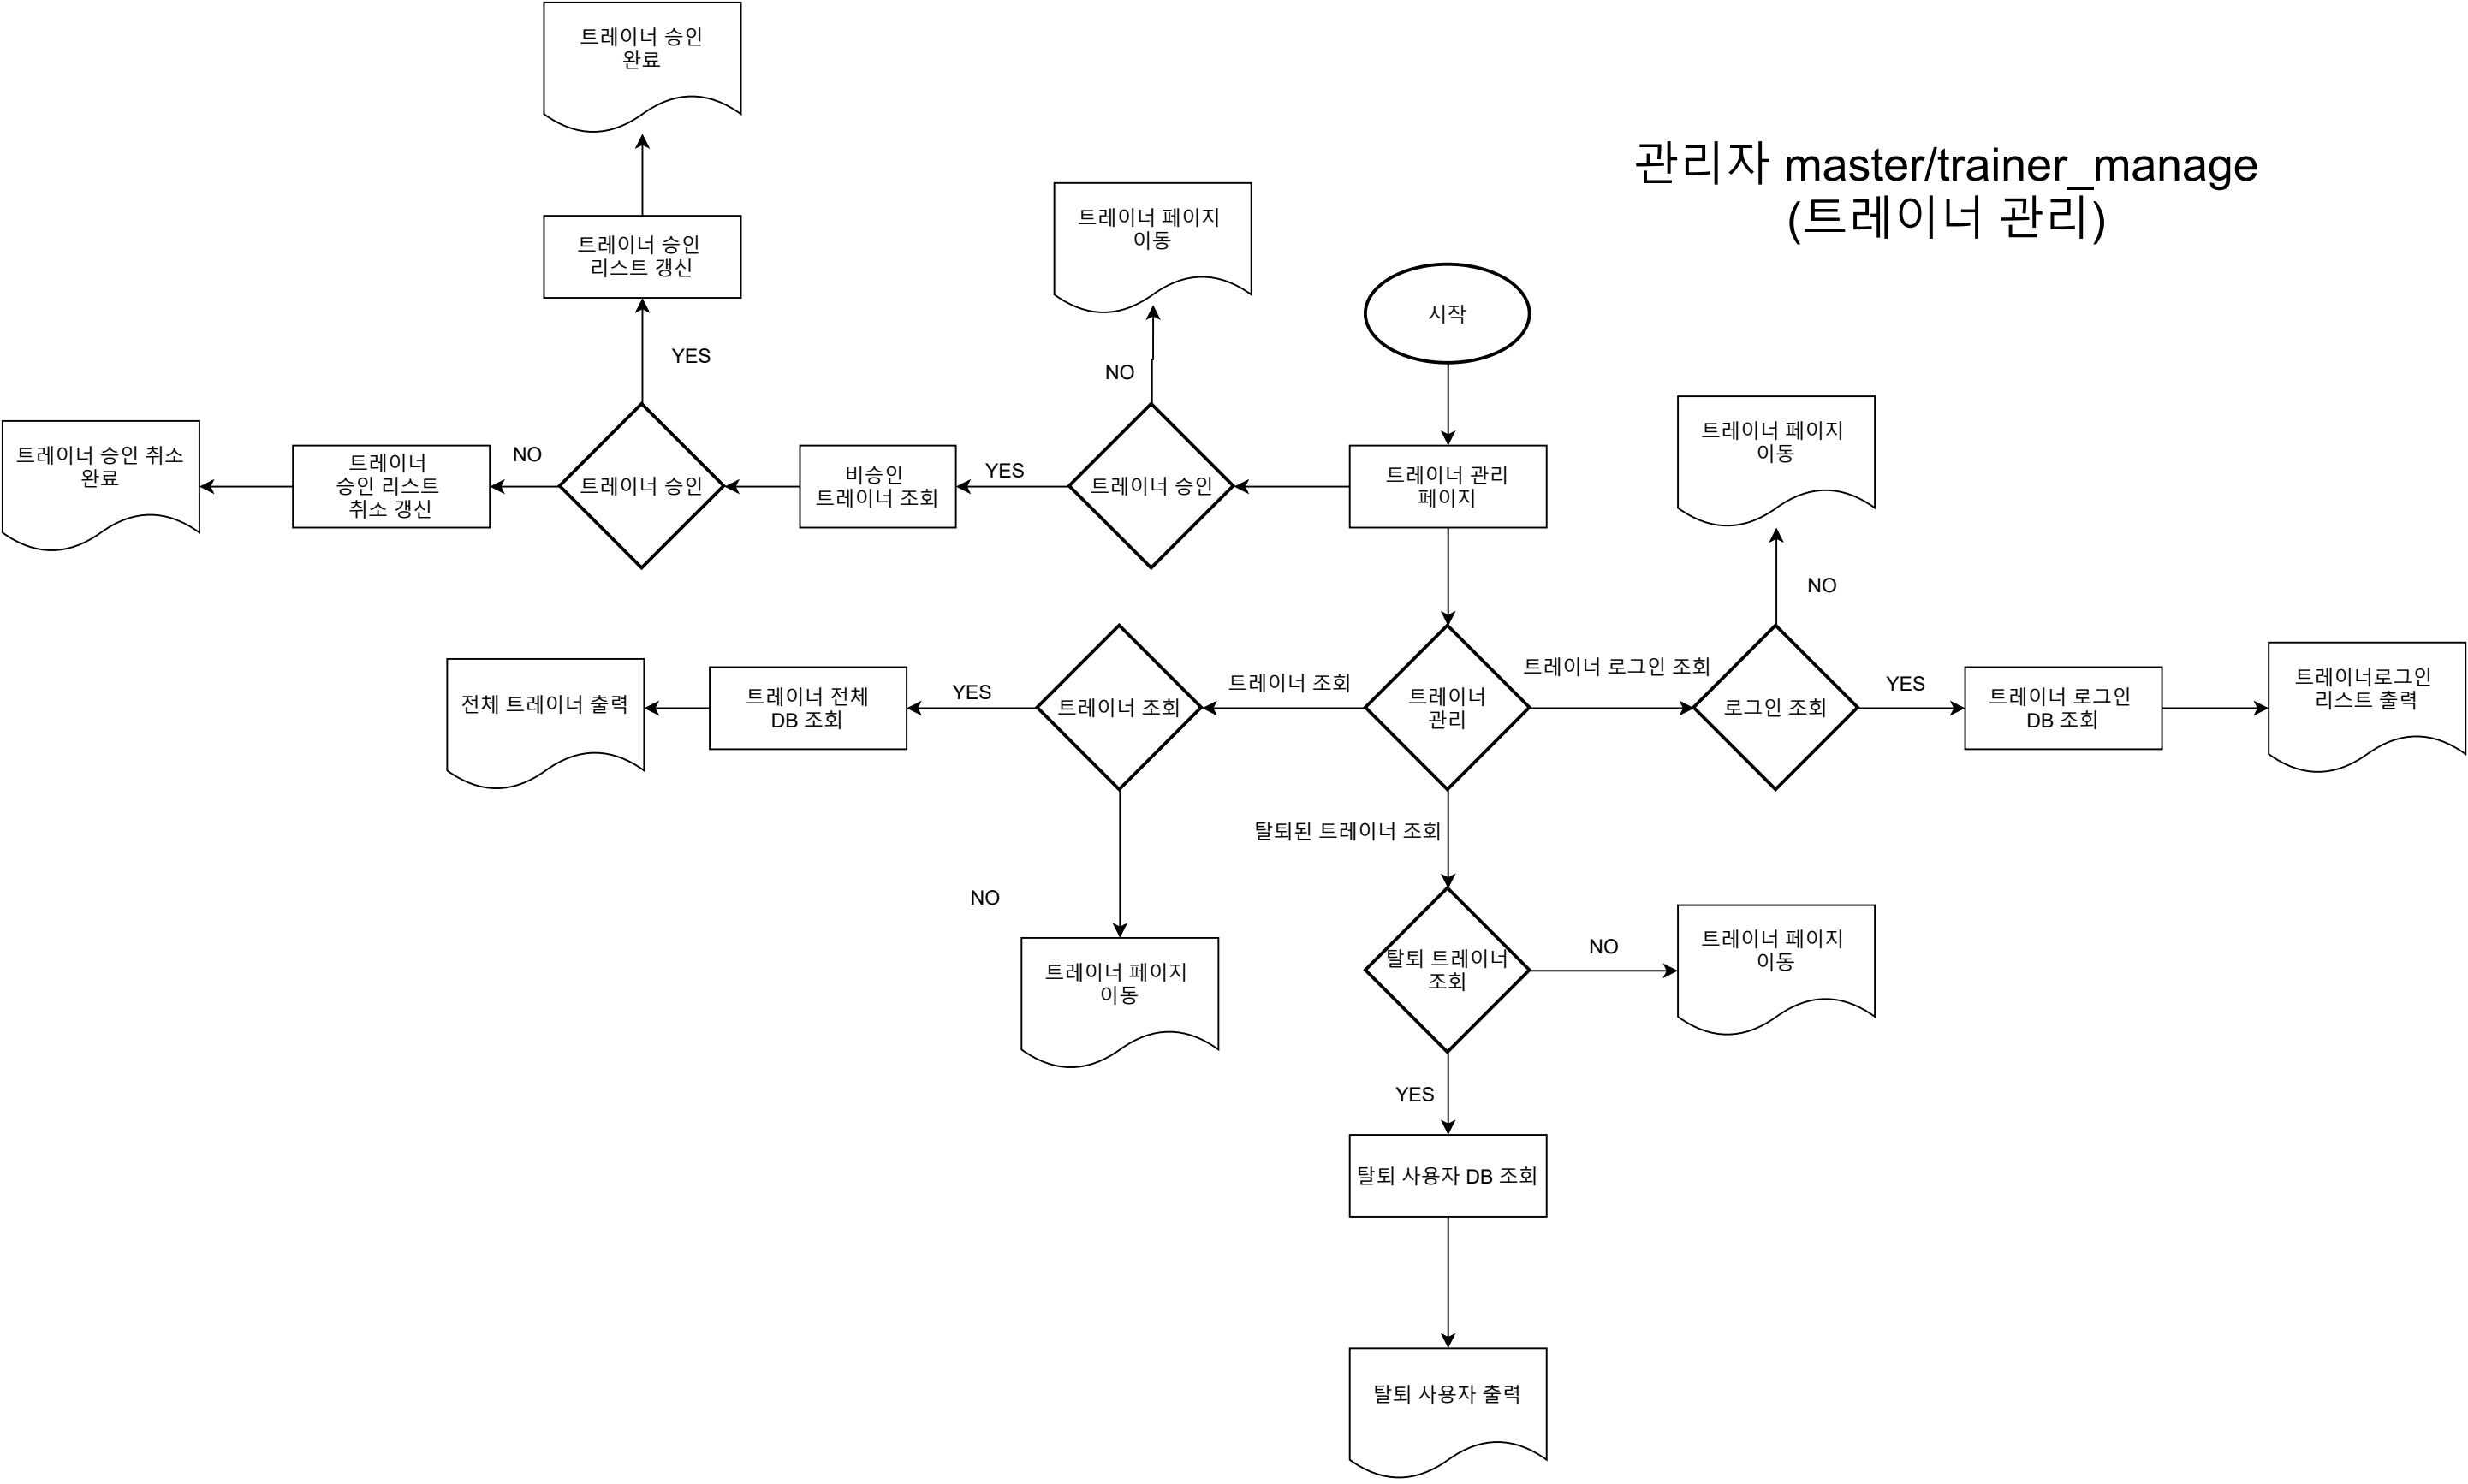 트레이너 승인
완료
관리자 master/trainer_manage
(트레이너 관리)
트레이너 페이지
이동
트레이너 승인
리스트 갱신
시작
YES
NO
트레이너 페이지
이동
트레이너 승인 취소
완료
NO
트레이너
승인 리스트
취소 갱신
트레이너 승인
비승인
트레이너 조회
YES
트레이너 승인
트레이너 관리
페이지
NO
전체 트레이너 출력
트레이너 전체
DB 조회
YES
트레이너 조회
트레이너 조회
트레이너
관리
트레이너 로그인 조회
로그인 조회
YES
트레이너 로그인
DB 조회
트레이너로그인
리스트 출력
탈퇴된 트레이너 조회
NO
트레이너 페이지
이동
탈퇴 트레이너
조회
NO
트레이너 페이지
이동
YES
탈퇴 사용자 DB 조회
탈퇴 사용자 출력